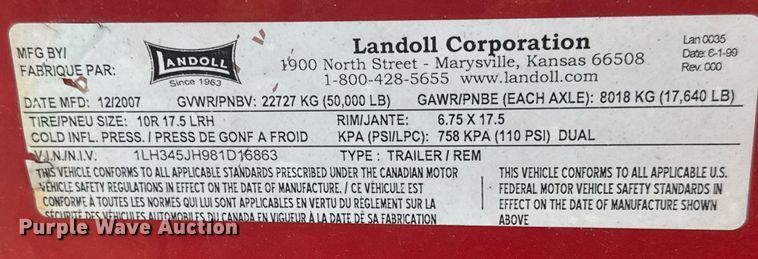 MFG BY/
FABRIQUE PAR:
LANDOLL
Since 1963
Landoll Corporation
1900 North Street - Marysville, Kansas 66508
1-800-428-5655 www.landoll.com
Lan 0035
Date: 6-1-99
Rev. 000
DATE MFD: 12/2007 GVWR/PNBV: 22727 KG (50,000 LB) GAWR/PNBE (EACH AXLE): 8018 KG (17,640 LB)
TIRE/PNEU SIZE: 10R 17.5 LRH RIM/JANTE: 6.75 X 17.5
COLD INFL. PRESS. / PRESS DE GONF A FROID KPA (PSI/LPC): 758 KPA (110 PSI) DUAL
V.I.N./N.I.V. 1LH345JH981D16863 TYPE : TRAILER / REM
THIS VEHICLE CONFORMS TO ALL APPLICABLE STANDARDS PRESCRIBED UNDER THE CANADIAN MOTOR
VEHICLE SAFETY REGULATIONS IN EFFECT ON THE DATE OF MANUFACTURE. / CE VÉHICULE EST
CONFORME À TOUTES LES NORMES QUI LUI SONT APPLICABLES EN VERTU DU RÈGLEMENT SUR LA
SÉCURITÉ DES VÉHICULES AUTOMOBILES DU CANADA EN VIGUEUR À LA DATE DE SA FABRICATION
THIS VEHICLE CONFORMS TO ALL APPLICABLE U.S.
FEDERAL MOTOR VEHICLE SAFETY STANDARDS IN
EFFECT ON THE DATE OF MANUFACTURE SHOWN
ABOVE
Purple Wave Auction